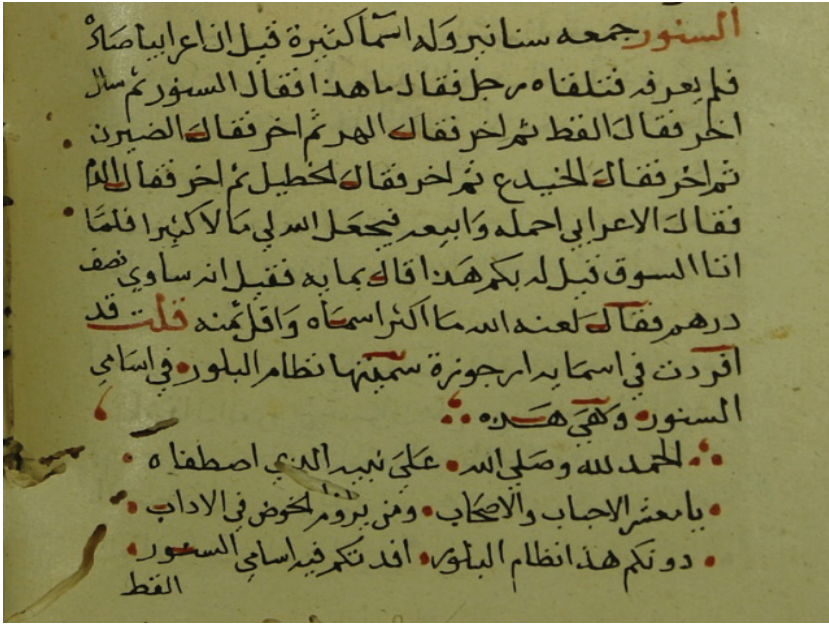 السنور جمعه سنانير وله اسما كثيرة قيل ان اعرابيا صاد
فلم يعرفه فتلقاه رجل فقال ما هذا فقال السنور ثم سال
اخر فقال القط ثم اخر فقال الهر ثم اخر فقال الضيون
ثم اخر فقال الخيدع ثم اخر فقال الخطيل ثم اخر فقال الدم
فقال الاعرابي احمله وابيعه فيجعل الله لي مالا كثيرا فلما
اتا السوق قيل له بكم هذا قال بمايه فقيل انه يساوي نصف
درهم فقال لعنه الله ما اكثر اسماه واقل ثمنه قلت قد
افردت في اسمايه ارجوزة سميتها نظام البلور في اسامي
السنور وهي هذه
الحمد لله وصلى الله على نبيه الذي اصطفاه
يا معشر الاحباب والاصحاب ومن يروم الخوض في الاداب
دونكم هذا نظام البلور افدتكم فيه اسامي السنور
القط